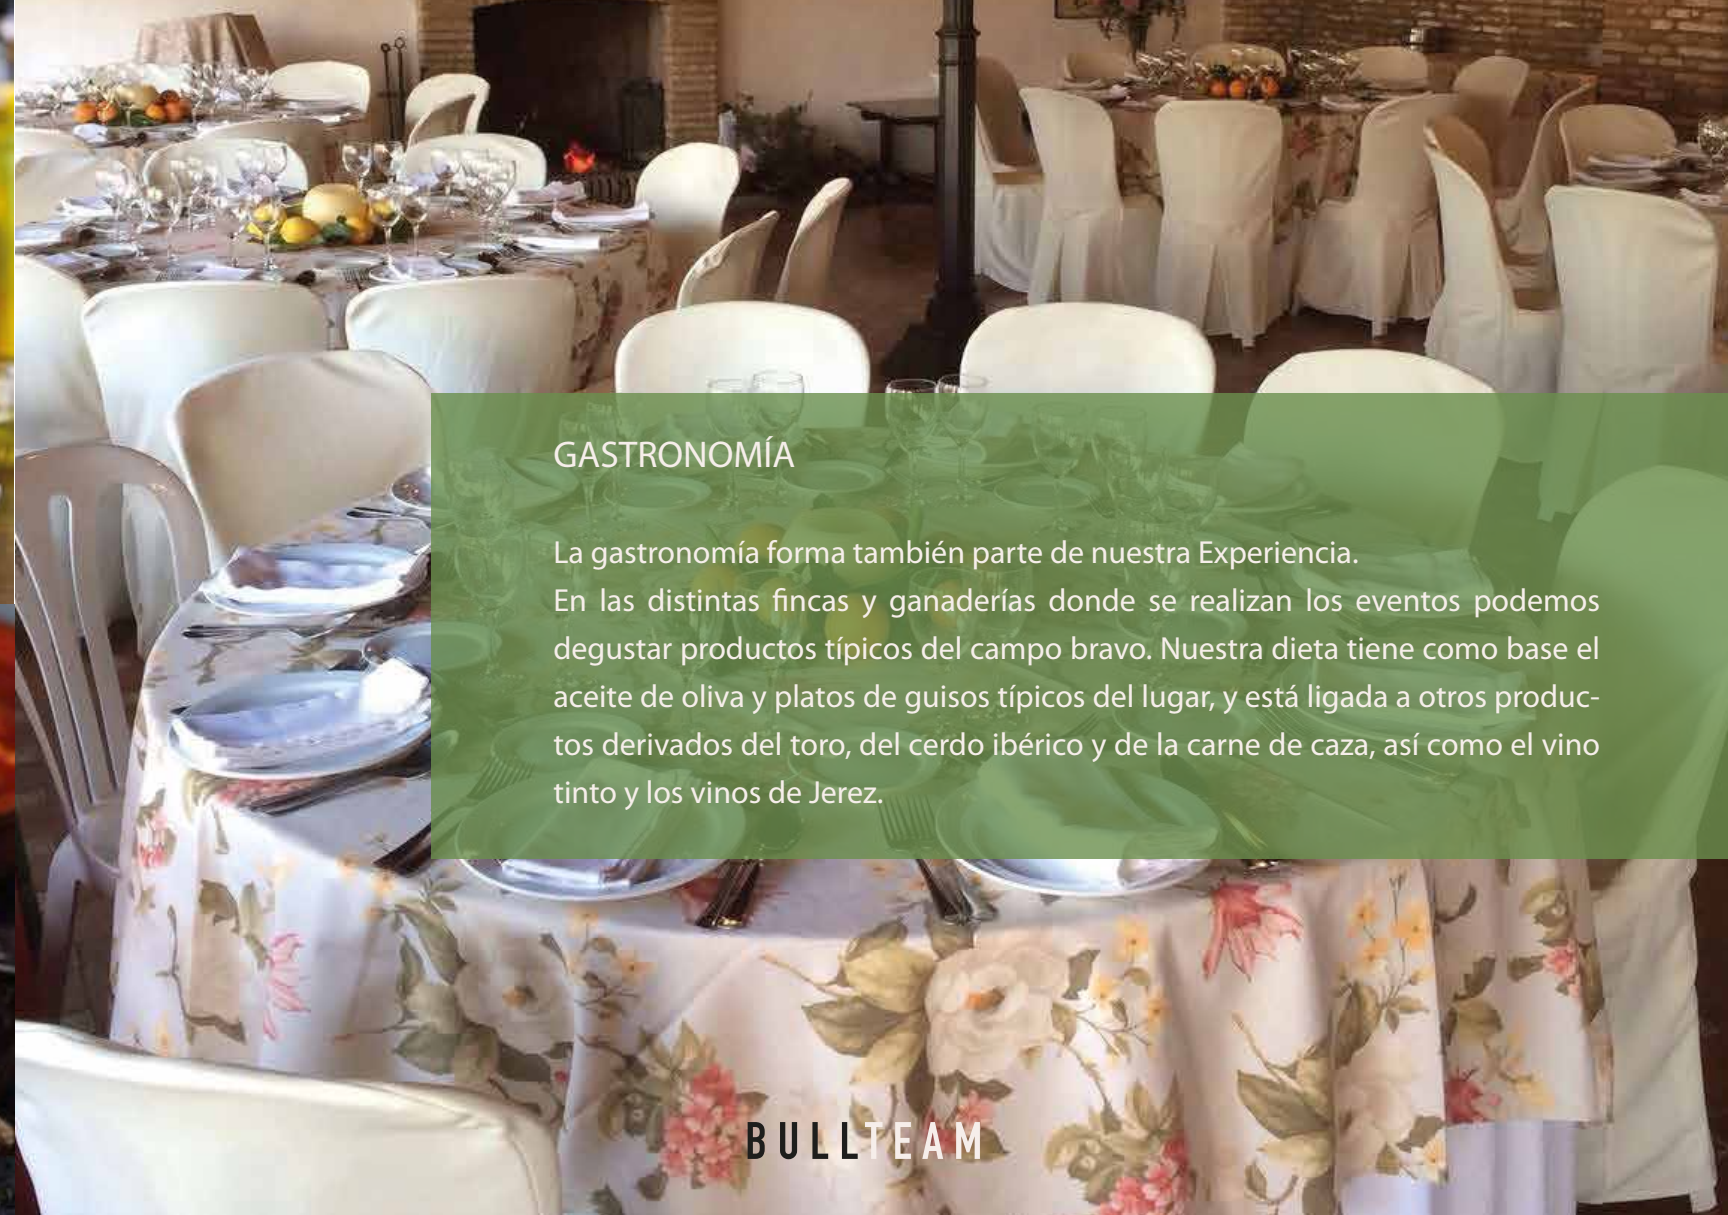 GASTRONOMÍA
La gastronomía forma también parte de nuestra Experiencia.
En las distintas fincas y ganaderías donde se realizan los eventos podemos
degustar productos típicos del campo bravo. Nuestra dieta tiene como base el
aceite de oliva y platos de guisos típicos del lugar, y está ligada a otros produc-
tos derivados del toro, del cerdo ibérico y de la carne de caza, así como el vino
tinto y los vinos de Jerez.
BULLTEAM